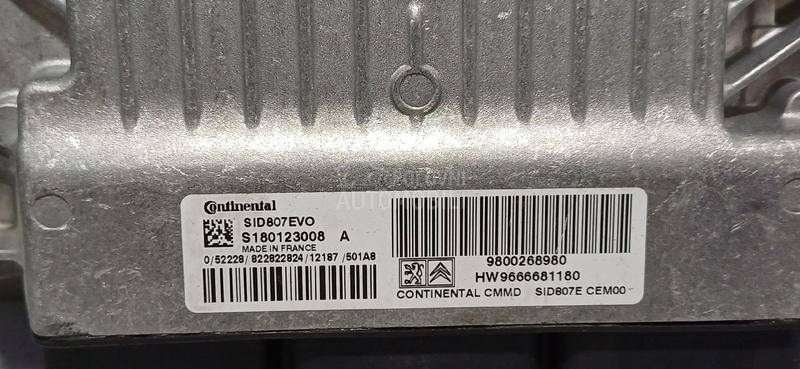 Continental
SID807EVO
S180123008 A
MADE IN FRANCE
0/52228/822822824/12187/501A8
9800268980
HW9666681180
CONTINENTAL CMMD SID807E CEM00